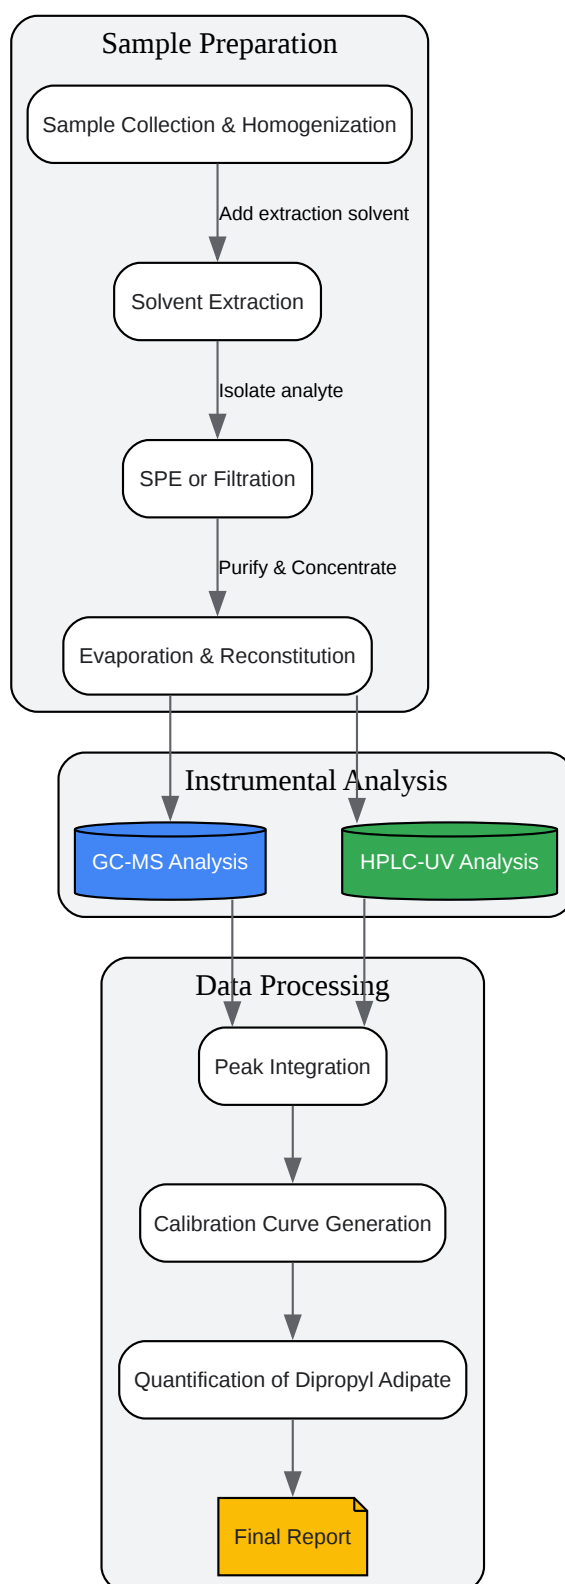 Sample Preparation
Sample Collection & Homogenization
Add extraction solvent
Solvent Extraction
Isolate analyte
SPE or Filtration
Purify & Concentrate
Evaporation & Reconstitution
Instrumental Analysis
GC-MS Analysis
HPLC-UV Analysis
Data Processing
Peak Integration
Calibration Curve Generation
Quantification of Dipropyl Adipate
Final Report